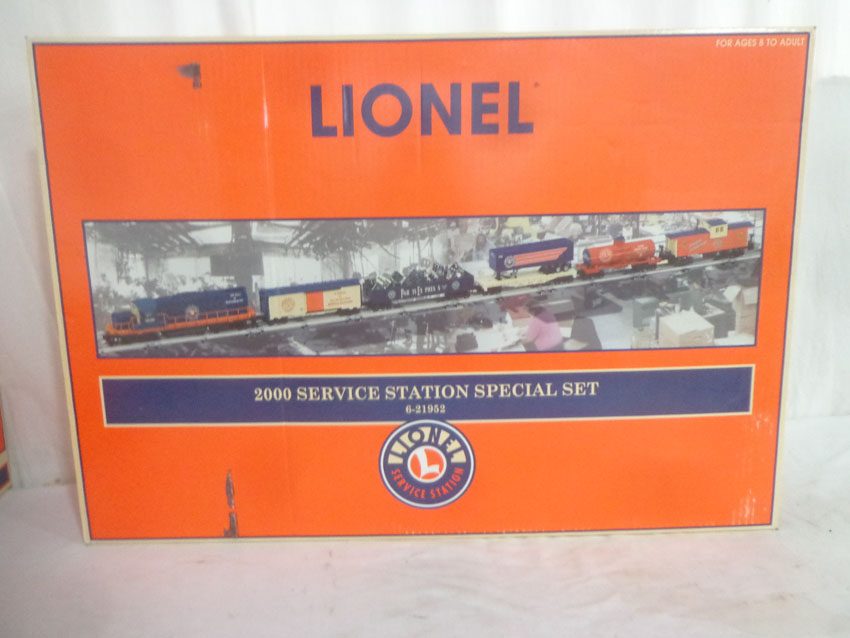 FOR AGES 8 TO ADULT
LIONEL
2000 SERVICE STATION SPECIAL SET
6-21952
LIONEL
L
SERVICE STATION